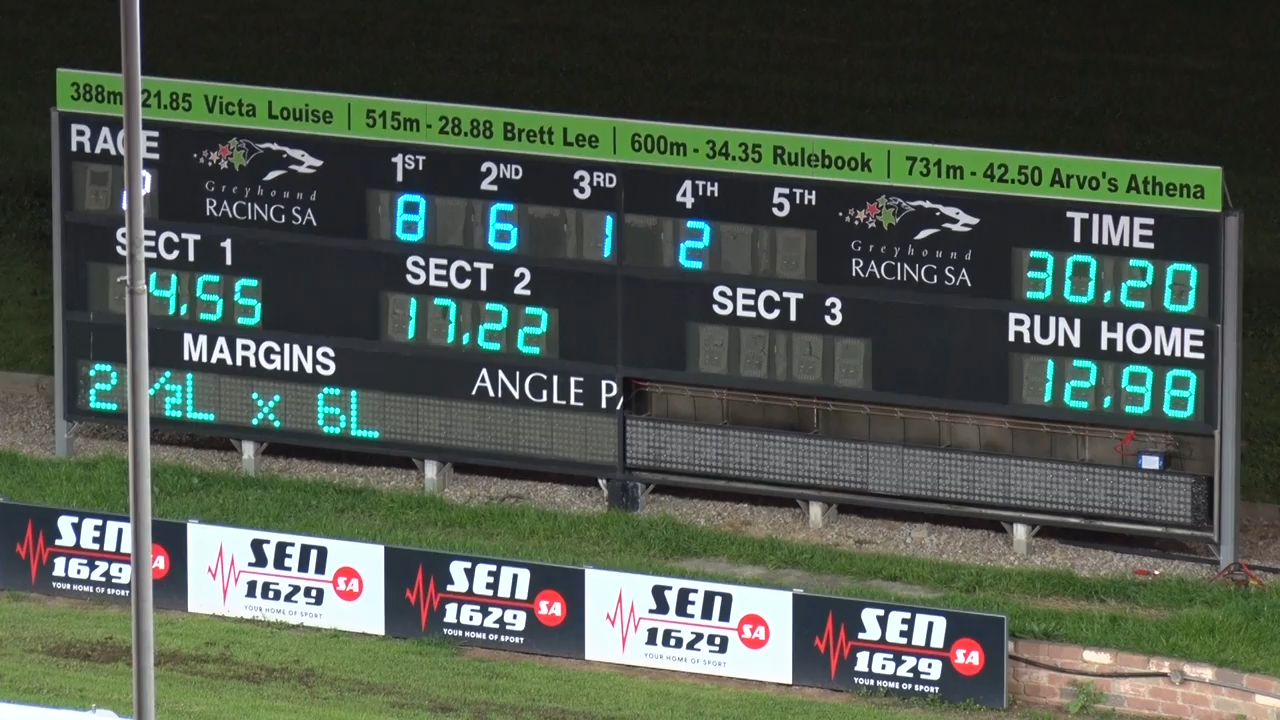 388m 21.85 Victa Louise | 515m - 28.88 Brett Lee | 600m - 34.35 Rulebook | 731m - 42.50 Arvo's Athena
RACE
Greyhound
RACING SA
1ST 2ND 3RD 4TH 5TH
8 6 1 2
Greyhound
RACING SA
TIME
30.20
SECT 1
4.55
SECT 2
17.22
SECT 3
RUN HOME
12.98
MARGINS
2 ½L x 6L
ANGLE P
SEN
1629 SA
YOUR HOME OF SPORT
SEN
1629 SA
YOUR HOME OF SPORT
SEN
1629 SA
YOUR HOME OF SPORT
SEN
1629 SA
YOUR HOME OF SPORT
SEN
1629 SA
YOUR HOME OF SPORT